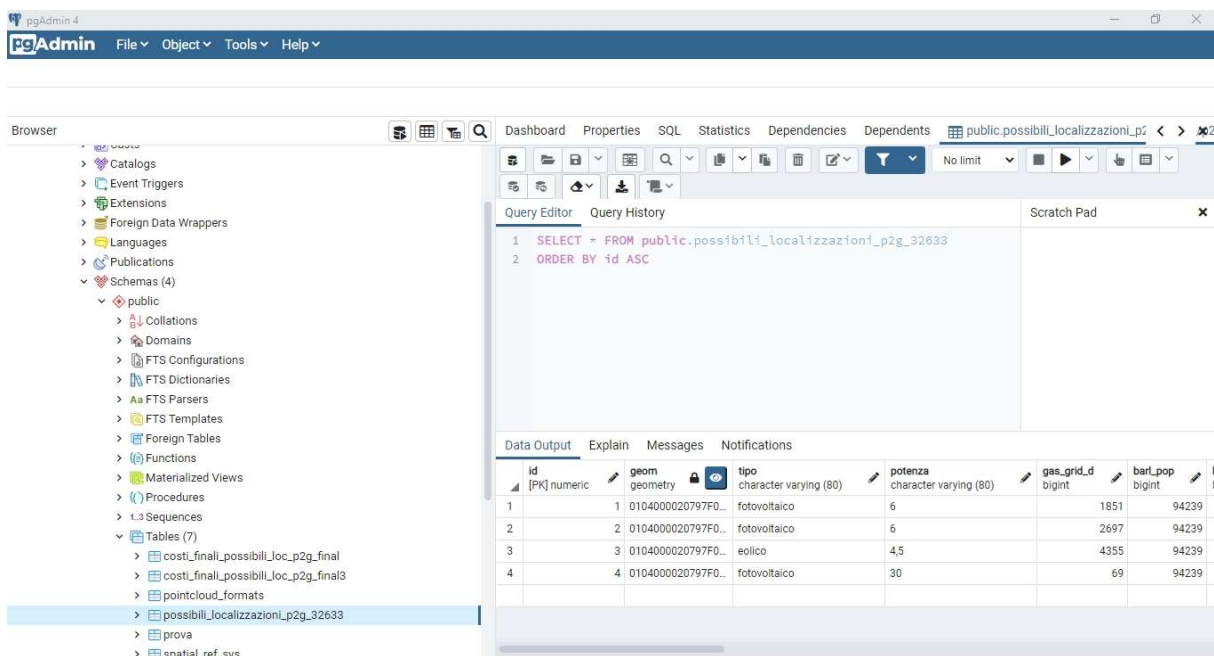 pgAdmin 4
pgAdmin File Object Tools Help
Browser
Casts
Catalogs
Event Triggers
Extensions
Foreign Data Wrappers
Languages
Publications
Schemas (4)
public
Collations
Domains
FTS Configurations
FTS Dictionaries
Aa FTS Parsers
FTS Templates
Foreign Tables
Functions
Materialized Views
Procedures
1..3 Sequences
Tables (7)
costi_finali_possibili_loc_p2g_final
costi_finali_possibili_loc_p2g_final3
pointcloud_formats
possibili_localizzazioni_p2g_32633
prova
spatial_ref_sys
Dashboard Properties SQL Statistics Dependencies Dependents public.possibili_localizzazioni_p2
No limit
Query Editor Query History
Scratch Pad
1 SELECT * FROM public.possibili_localizzazioni_p2g_32633
2 ORDER BY id ASC
Data Output Explain Messages Notifications
id geom tipo potenza gas_grid_d barl_pop
[PK] numeric geometry character varying (80) character varying (80) bigint bigint
1 1 0104000020797F0... fotovoltaico 6 1851 94239
2 2 0104000020797F0... fotovoltaico 6 2697 94239
3 3 0104000020797F0... eolico 4,5 4355 94239
4 4 0104000020797F0... fotovoltaico 30 69 94239